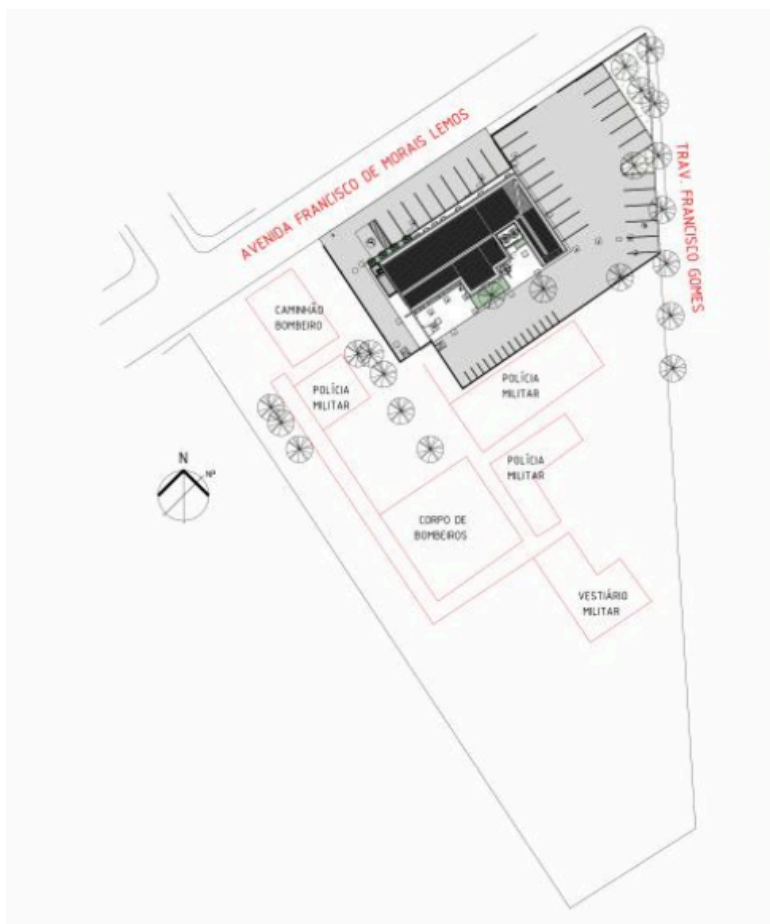 AVENIDA FRANCISCO DE MORAIS LEMOS
TRAV. FRANCISCO GOMES
CAMINHÃO
BOMBEIRO
POLÍCIA
MILITAR
POLÍCIA
MILITAR
POLÍCIA
MILITAR
N
CORPO DE
BOMBEIROS
VESTIÁRIO
MILITAR